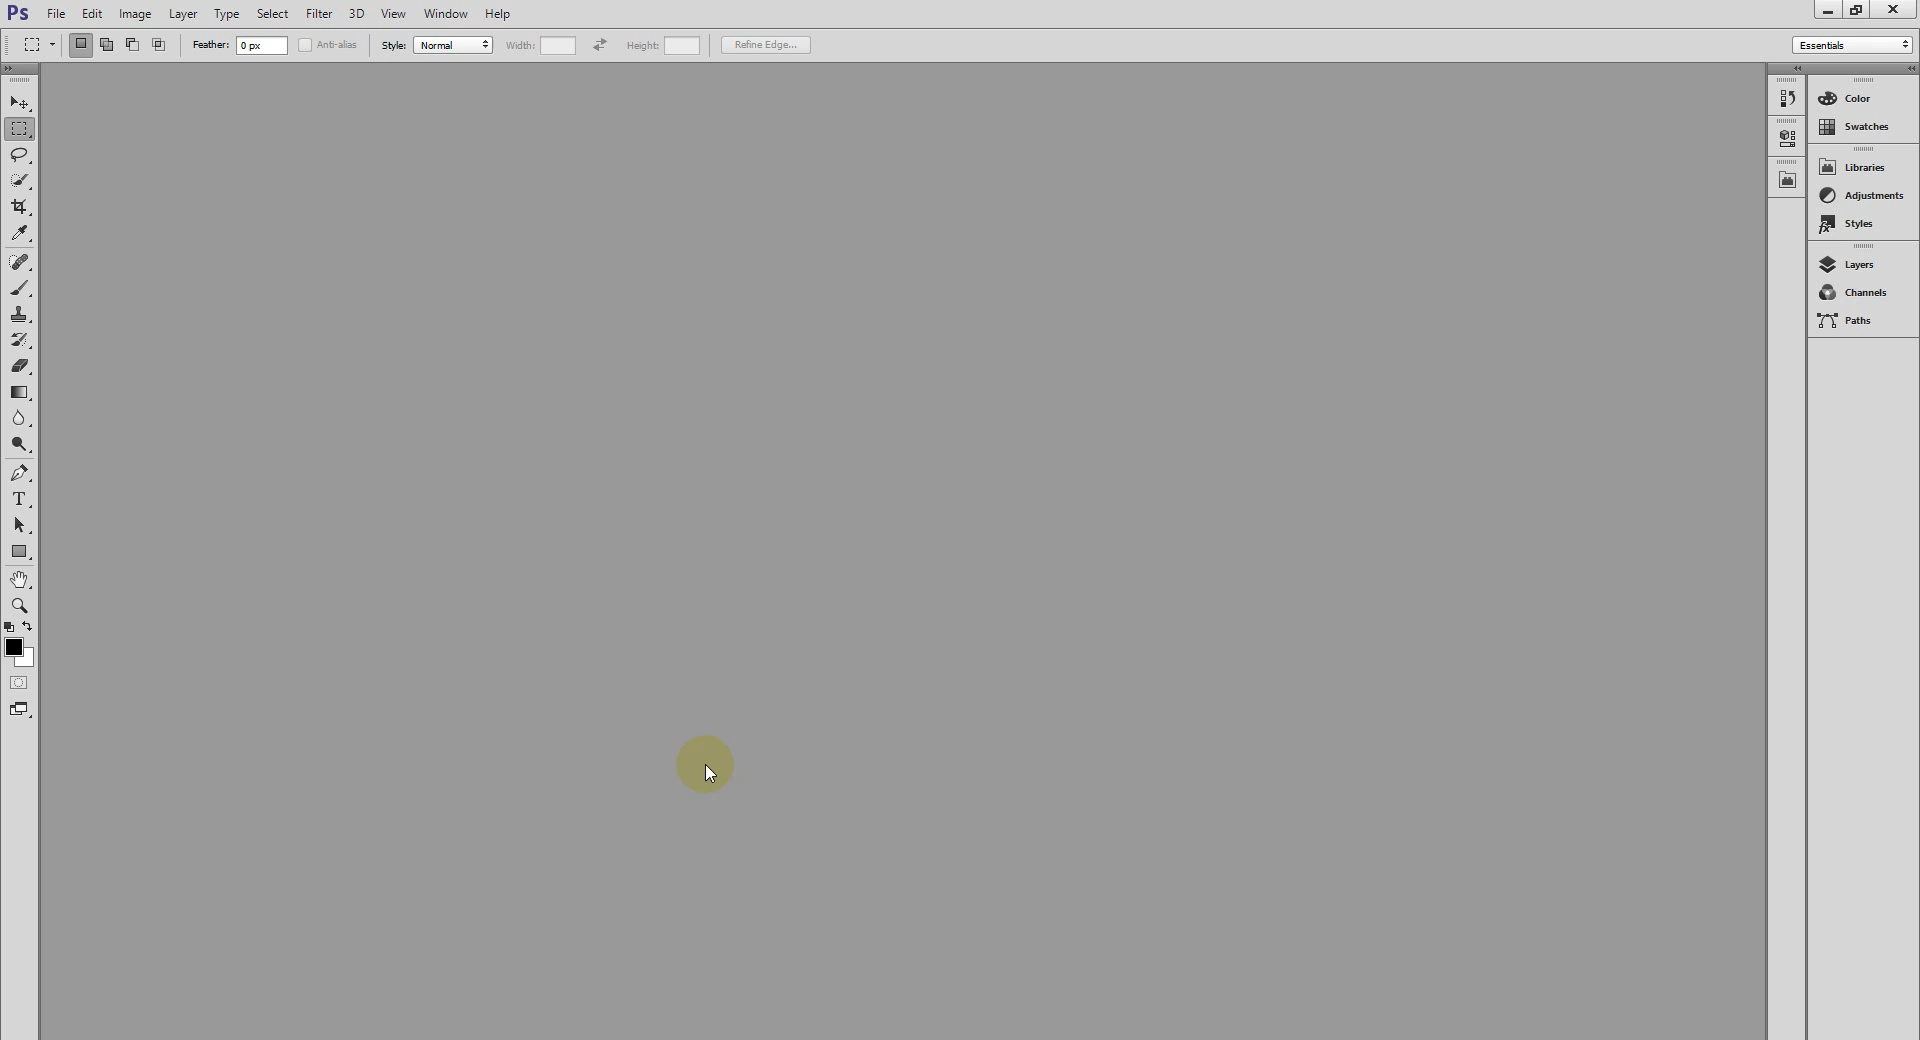 Ps File Edit Image Layer Type Select Filter 3D View Window Help
Feather: 0 px Anti-alias Style: Normal Width: Height: Refine Edge... Essentials
Color
Swatches
Libraries
Adjustments
Styles
Layers
Channels
Paths